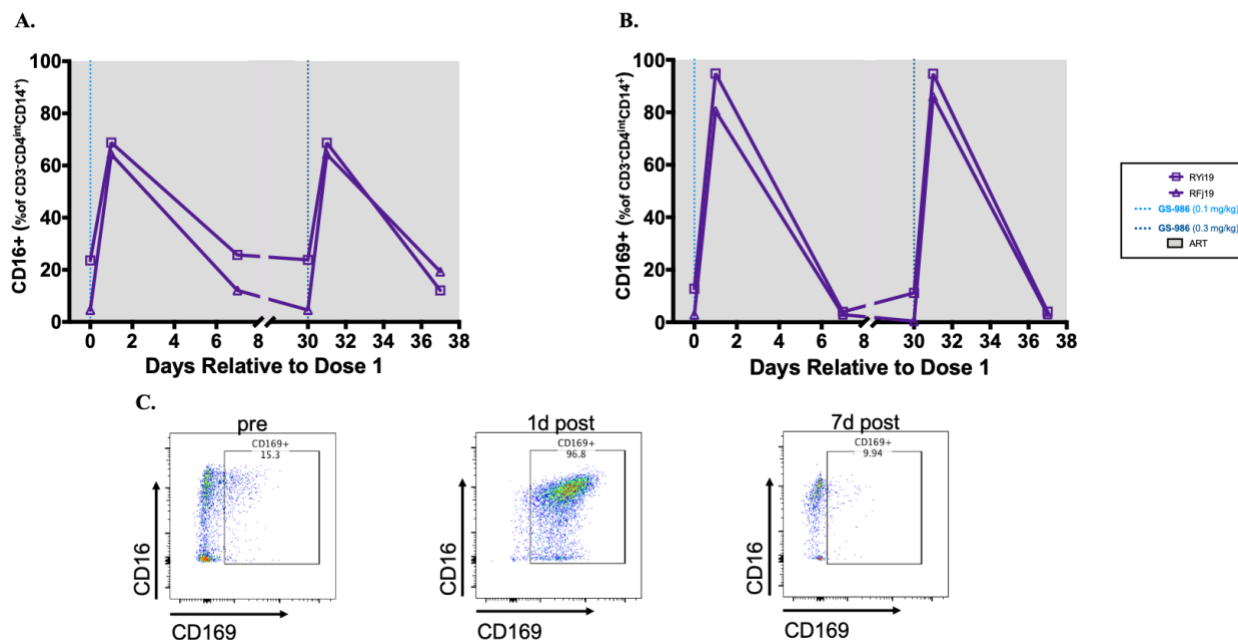 A.
CD16+ (% of CD3⁻CD4ⁱⁿᵗCD14⁺)
100
80
60
40
20
0
0 2 4 6 8 30 32 34 36 38
Days Relative to Dose 1
B.
CD169+ (% of CD3⁻CD4ⁱⁿᵗCD14⁺)
100
80
60
40
20
0
0 2 4 6 8 30 32 34 36 38
Days Relative to Dose 1
RYi19
RFj19
GS-986 (0.1 mg/kg)
GS-986 (0.3 mg/kg)
ART
C.
pre
CD169+
15.3
CD16
CD169
1d post
CD169+
96.8
CD16
CD169
7d post
CD169+
9.94
CD16
CD169